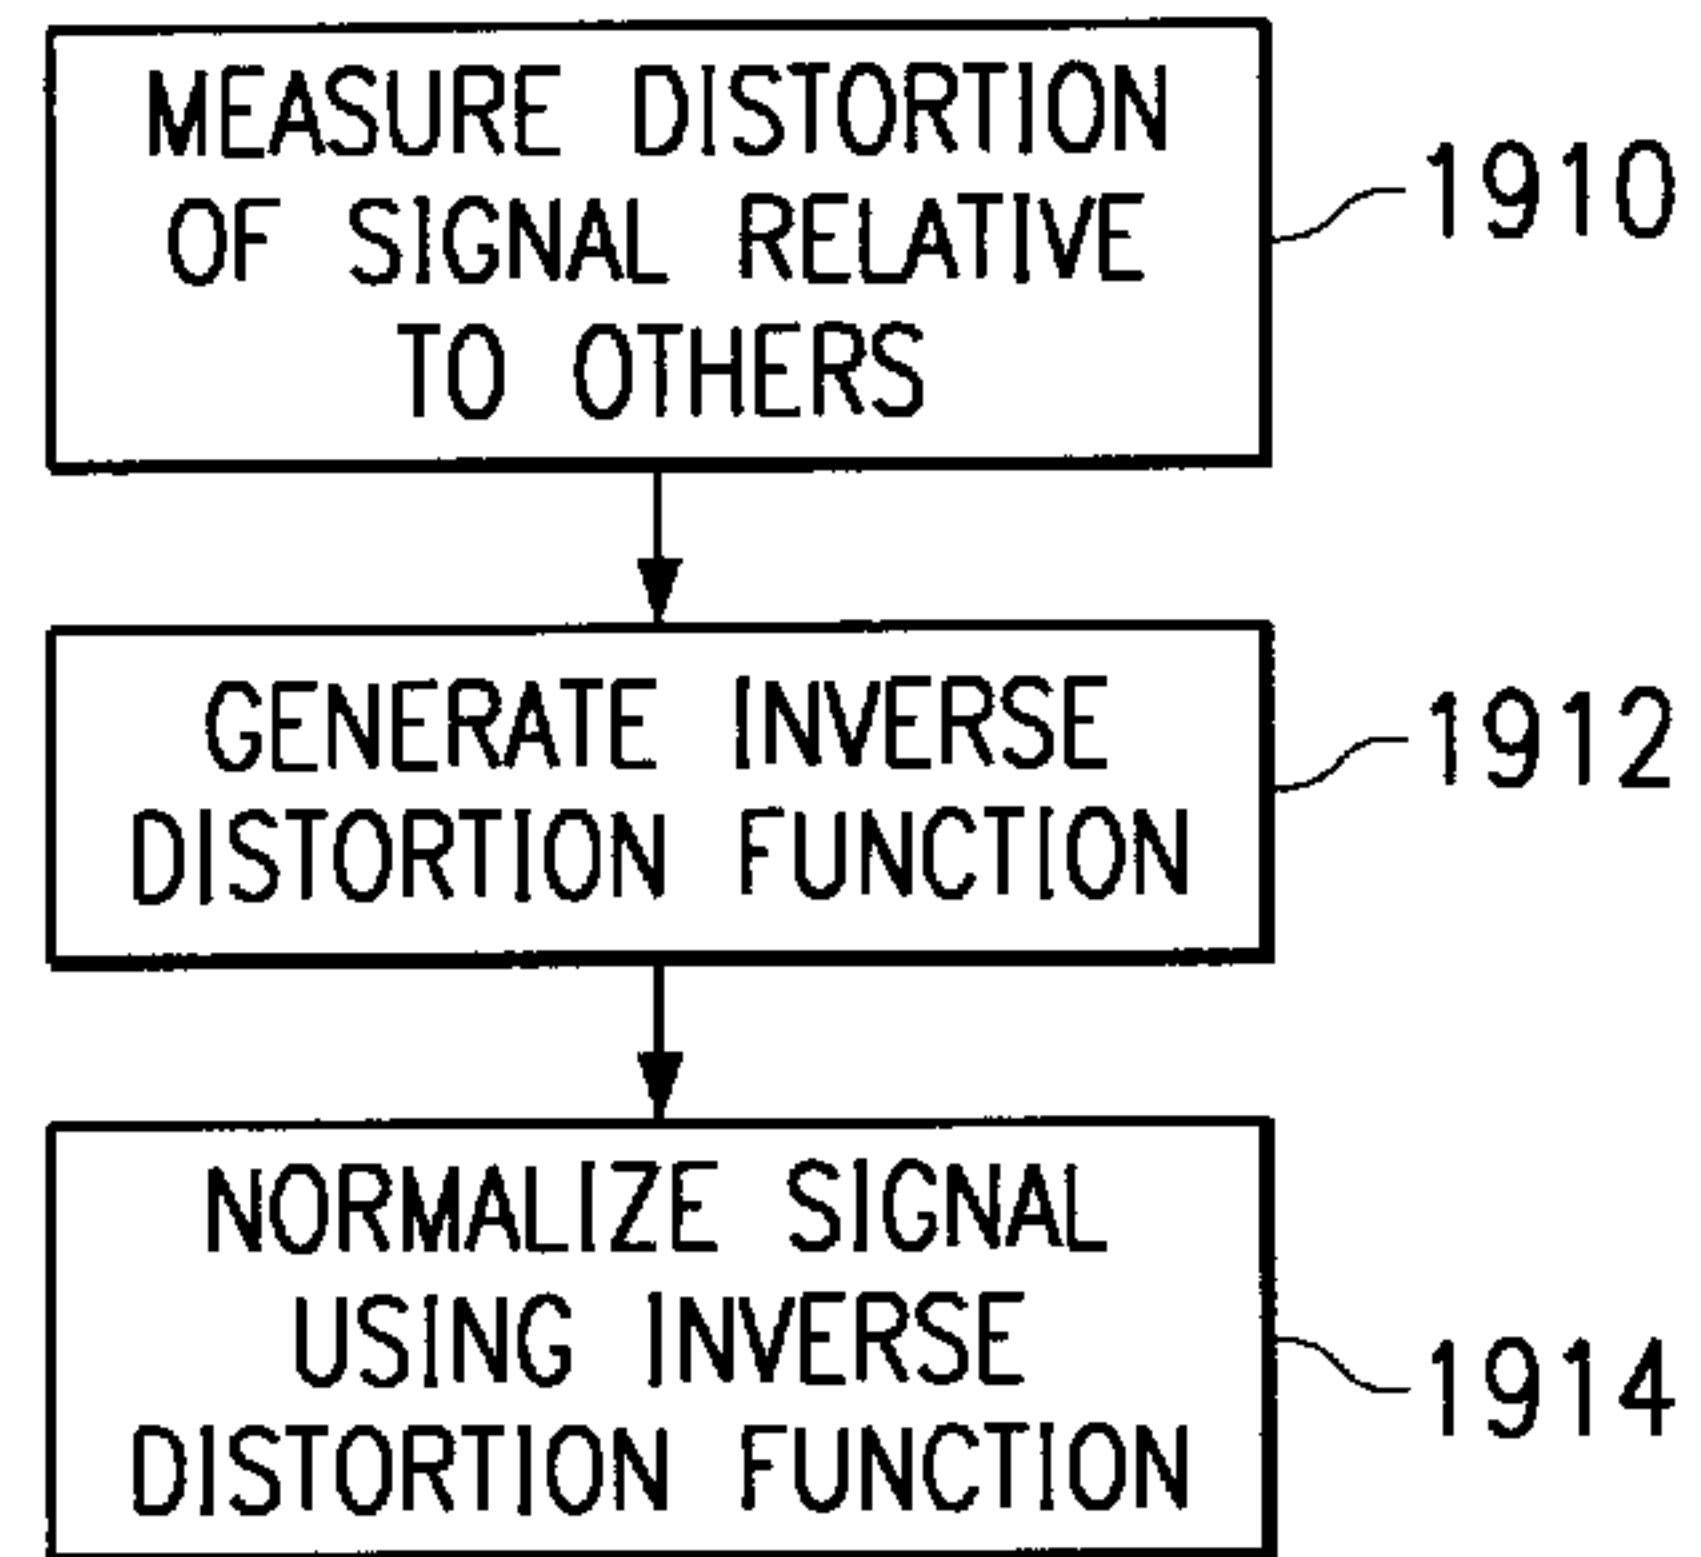 MEASURE DISTORTION
OF SIGNAL RELATIVE
TO OTHERS
1910
GENERATE INVERSE
DISTORTION FUNCTION
1912
NORMALIZE SIGNAL
USING INVERSE
DISTORTION FUNCTION
1914